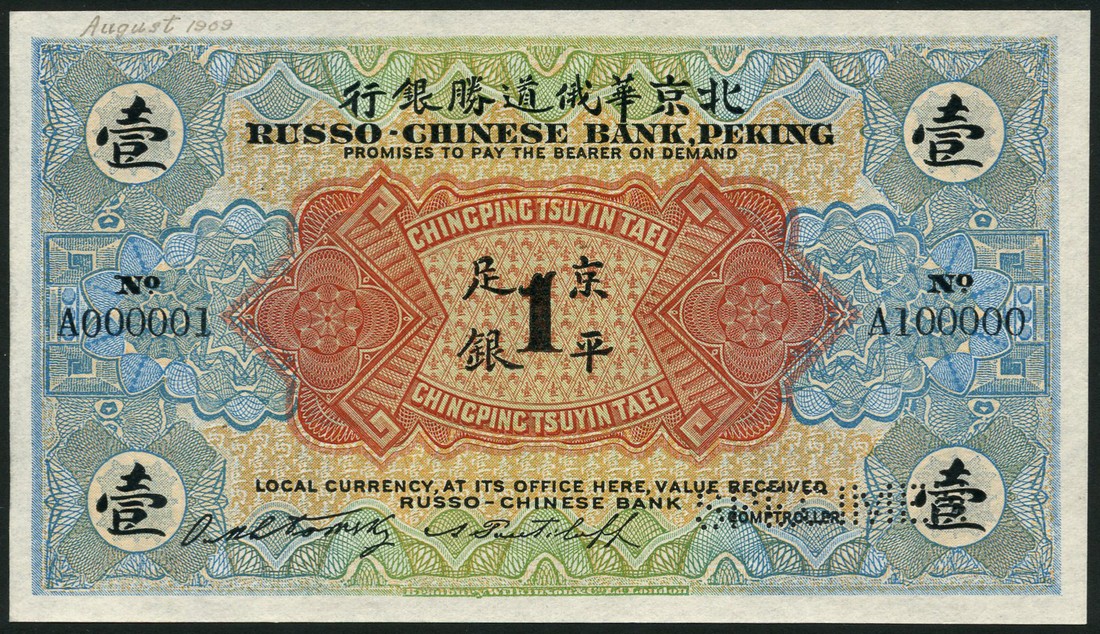 August 1909
行銀勝道俄華京北
RUSSO-CHINESE BANK, PEKING
PROMISES TO PAY THE BEARER ON DEMAND
壹 壹
CHINGPING TSUYIN TAEL
足 1 京
銀 平
No No
A000001 A100000
CHINGPING TSUYIN TAEL
壹 壹
LOCAL CURRENCY, AT ITS OFFICE HERE, VALUE RECEIVED
RUSSO-CHINESE BANK
COMPTROLLER.